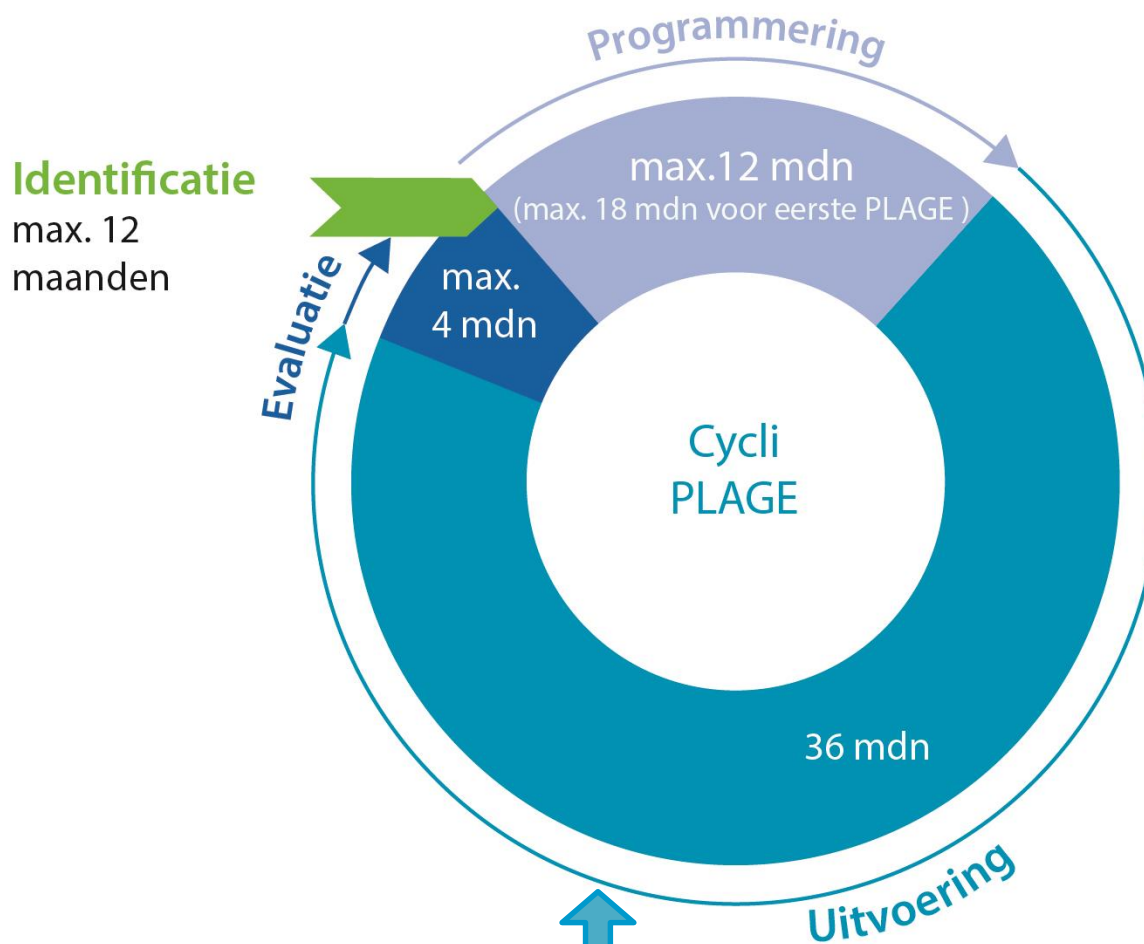 Programmering
Identificatie
max. 12
maanden
max.12 mdn
(max. 18 mdn voor eerste PLAGE )
Evaluatie
max.
4 mdn
Cycli
PLAGE
36 mdn
Uitvoering